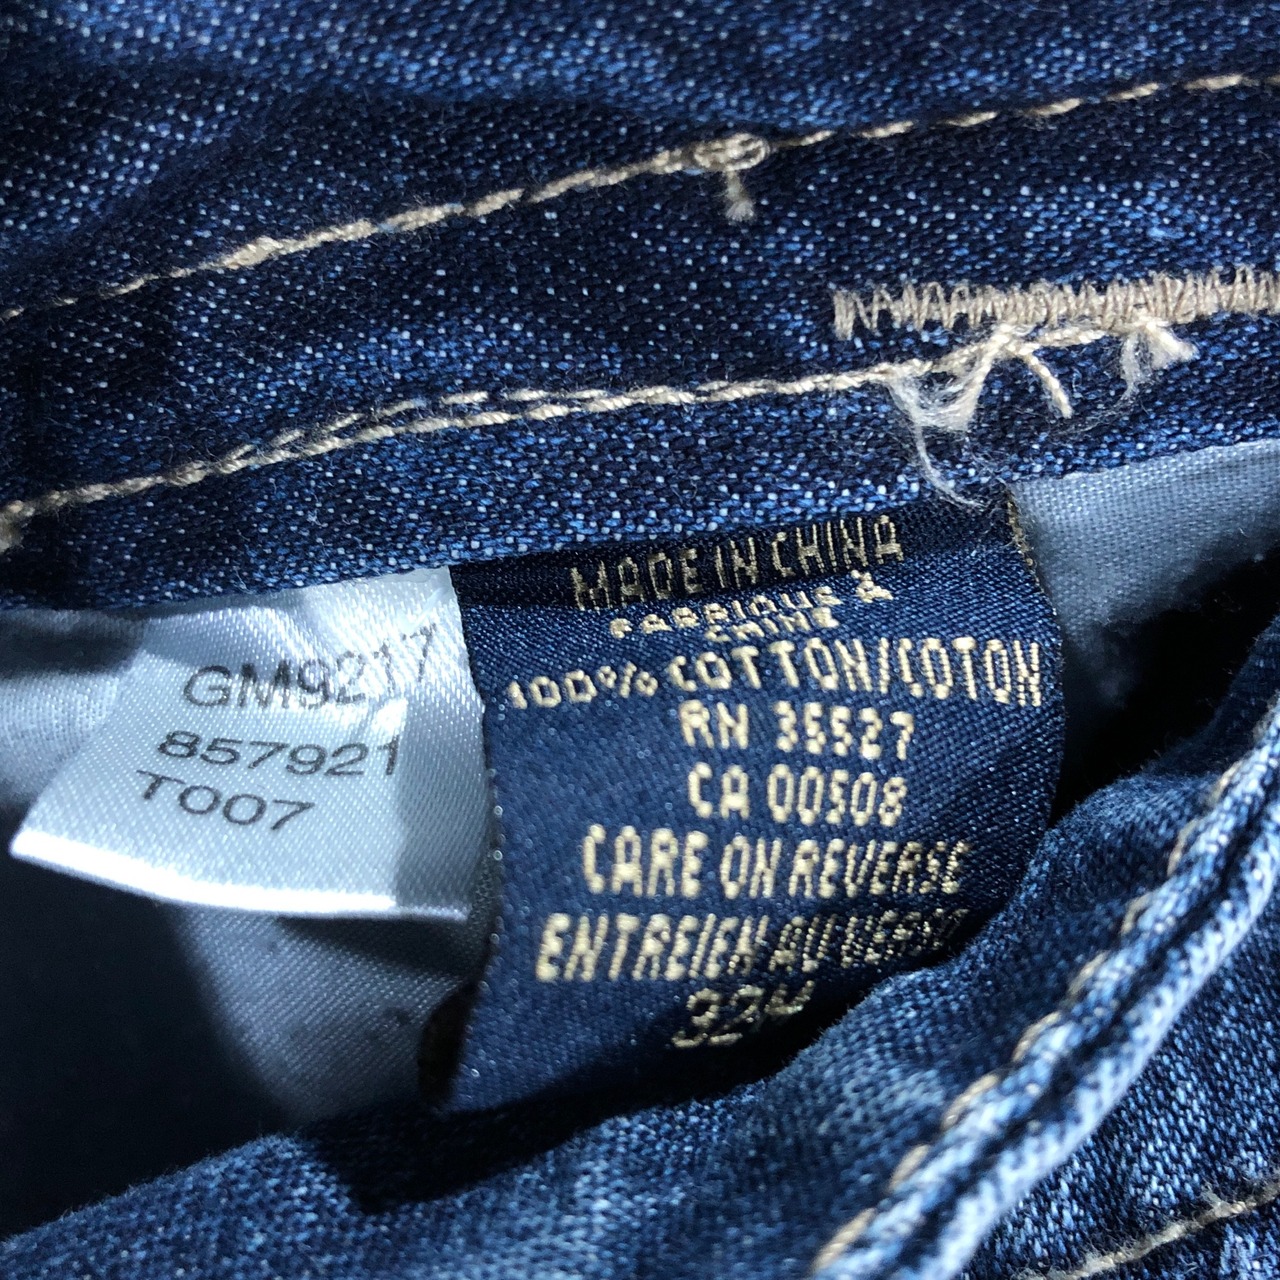 GM9217
857921
T007
MADE IN CHINA
FABRIQUE À
CHINE
100% COTTON/COTON
RN 35527
CA 00508
CARE ON REVERSE
ENTREIEN AU VERSO